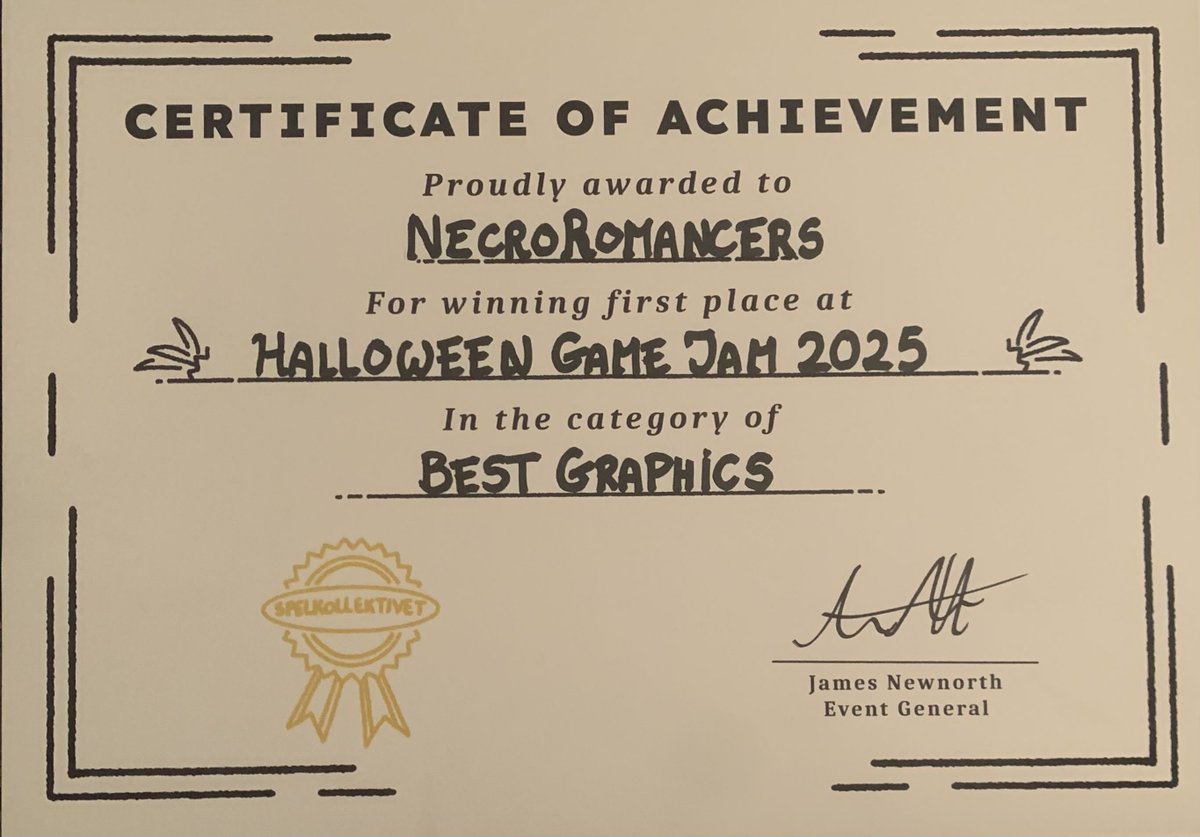 CERTIFICATE OF ACHIEVEMENT
Proudly awarded to
NECROROMANCERS
For winning first place at
HALLOWEEN GAME JAM 2025
In the category of
BEST GRAPHICS
SPELKOLLEKTIVET
James Newnorth
Event General